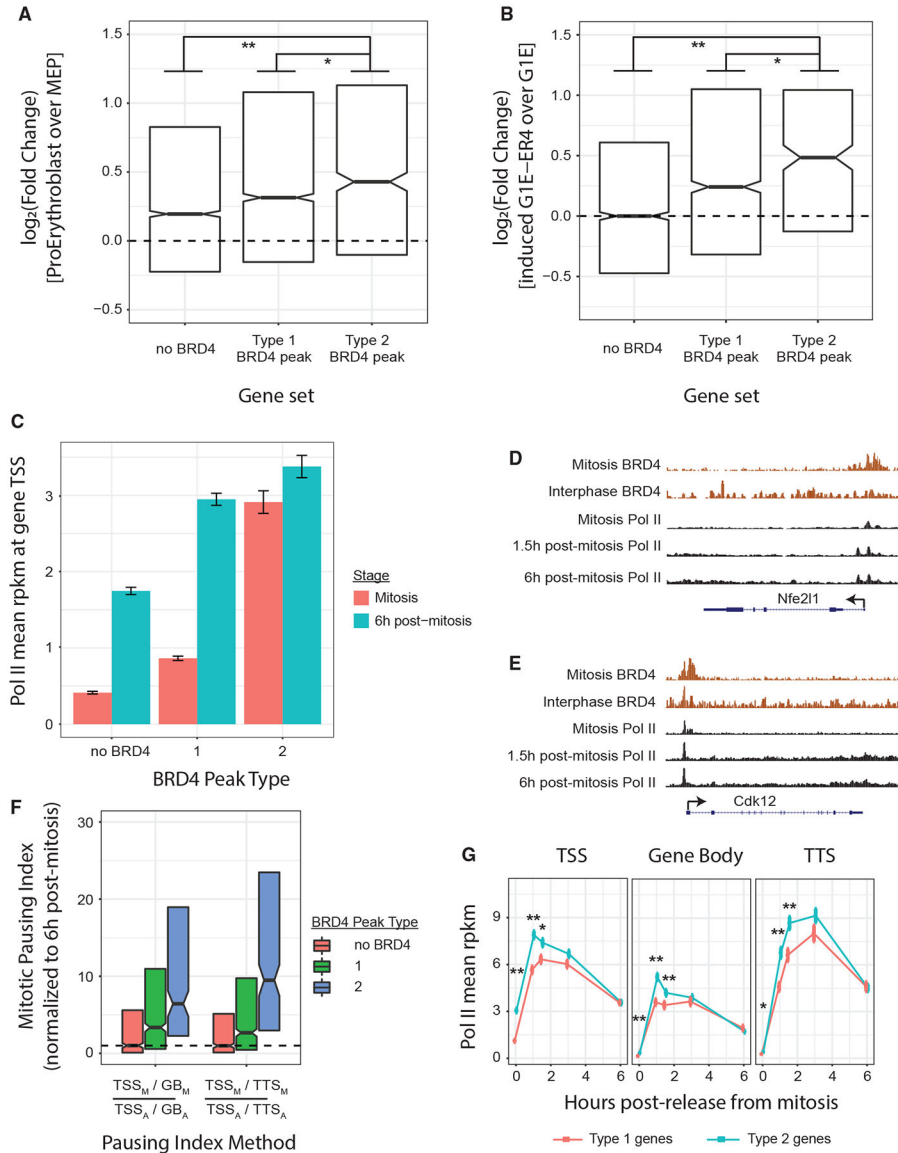 A
log₂(Fold Change)
[ProErythroblast over MEP]
1.5
1.0
0.5
0.0
−0.5
**
*
no BRD4
Type 1
BRD4 peak
Type 2
BRD4 peak
Gene set
B
log₂(Fold Change)
[induced G1E−ER4 over G1E]
1.5
1.0
0.5
0.0
−0.5
**
*
no BRD4
Type 1
BRD4 peak
Type 2
BRD4 peak
Gene set
C
Pol II mean rpkm at gene TSS
3
2
1
0
no BRD4
1
2
BRD4 Peak Type
Stage
Mitosis
6h post−mitosis
D
Mitosis BRD4
Interphase BRD4
Mitosis Pol II
1.5h post-mitosis Pol II
6h post-mitosis Pol II
Nfe2l1
E
Mitosis BRD4
Interphase BRD4
Mitosis Pol II
1.5h post-mitosis Pol II
6h post-mitosis Pol II
Cdk12
F
Mitotic Pausing Index
(normalized to 6h post-mitosis)
30
20
10
0
TSS_M / GB_M
TSS_A / GB_A
TSS_M / TTS_M
TSS_A / TTS_A
Pausing Index Method
BRD4 Peak Type
no BRD4
1
2
G
TSS
Gene Body
TTS
Pol II mean rpkm
9
6
3
0
**
**
*
**
**
**
*
**
**
0 2 4 6
0 2 4 6
0 2 4 6
Hours post-release from mitosis
Type 1 genes
Type 2 genes